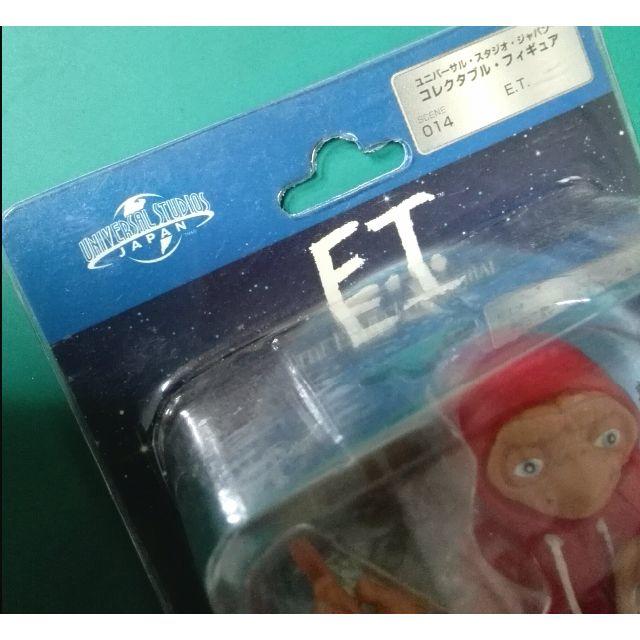 ユニバーサル・スタジオ・ジャパン
コレクタブル・フィギュア
SCENE
014
E.T.
UNIVERSAL STUDIOS
JAPAN
E.T.